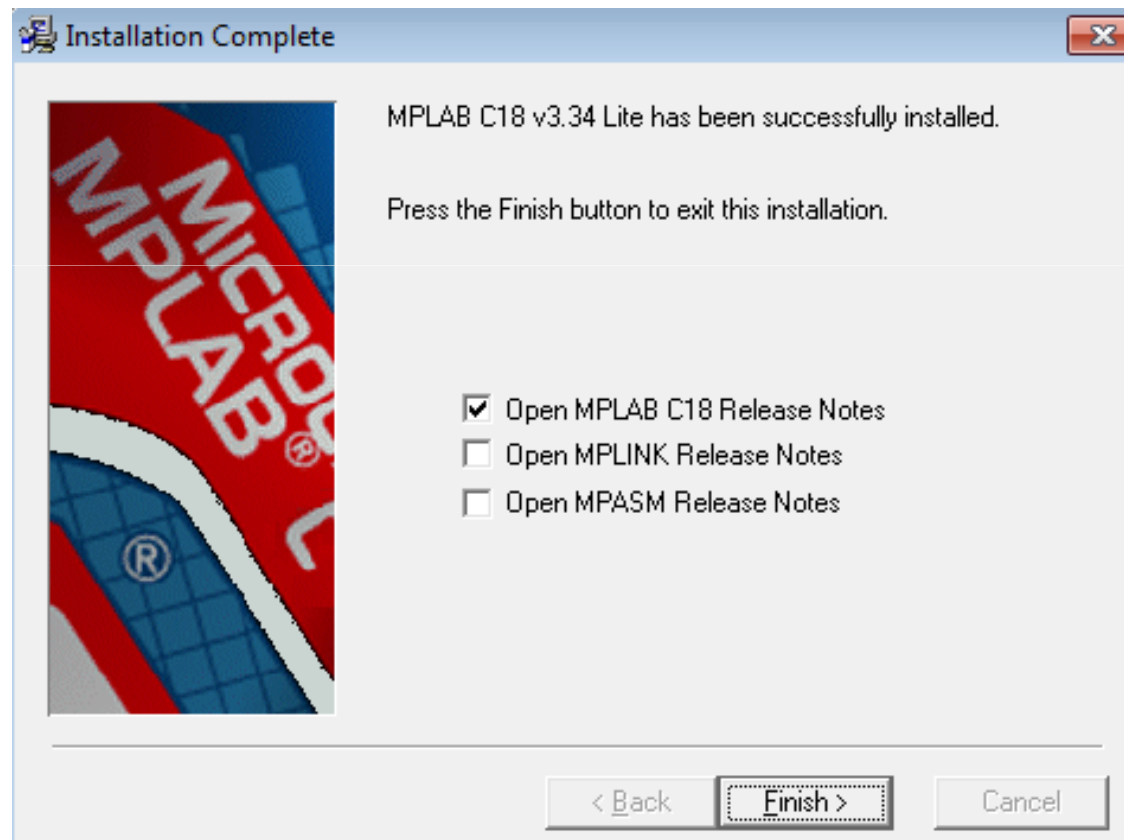 Installation Complete
MPLAB C18 v3.34 Lite has been successfully installed.
Press the Finish button to exit this installation.
MICRO
MPLAB® C
®
Open MPLAB C18 Release Notes
Open MPLINK Release Notes
Open MPASM Release Notes
< Back
Finish >
Cancel